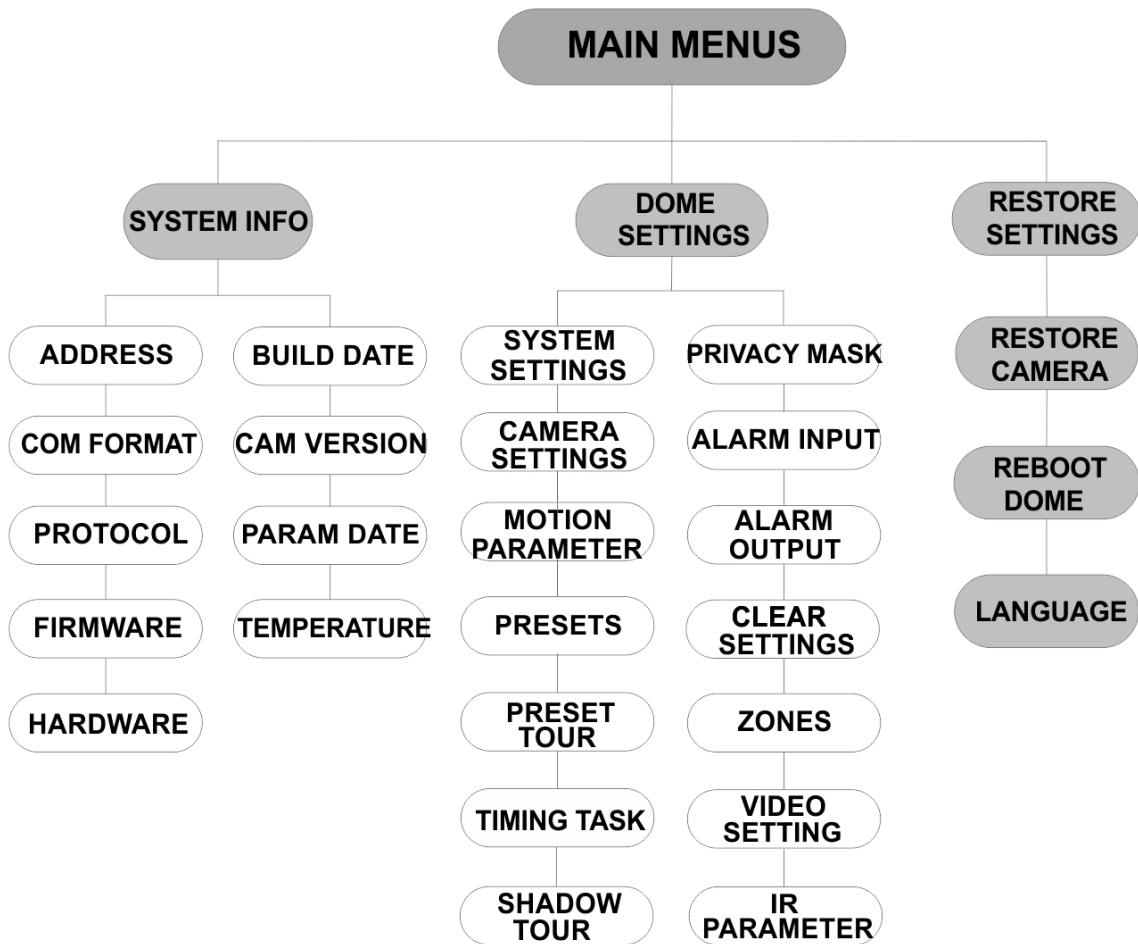 MAIN MENUS
SYSTEM INFO
DOME
SETTINGS
RESTORE
SETTINGS
ADDRESS
COM FORMAT
PROTOCOL
FIRMWARE
HARDWARE
BUILD DATE
CAM VERSION
PARAM DATE
TEMPERATURE
SYSTEM
SETTINGS
CAMERA
SETTINGS
MOTION
PARAMETER
PRESETS
PRESET
TOUR
TIMING TASK
SHADOW
TOUR
PRIVACY MASK
ALARM INPUT
ALARM
OUTPUT
CLEAR
SETTINGS
ZONES
VIDEO
SETTING
IR
PARAMETER
RESTORE
CAMERA
REBOOT
DOME
LANGUAGE